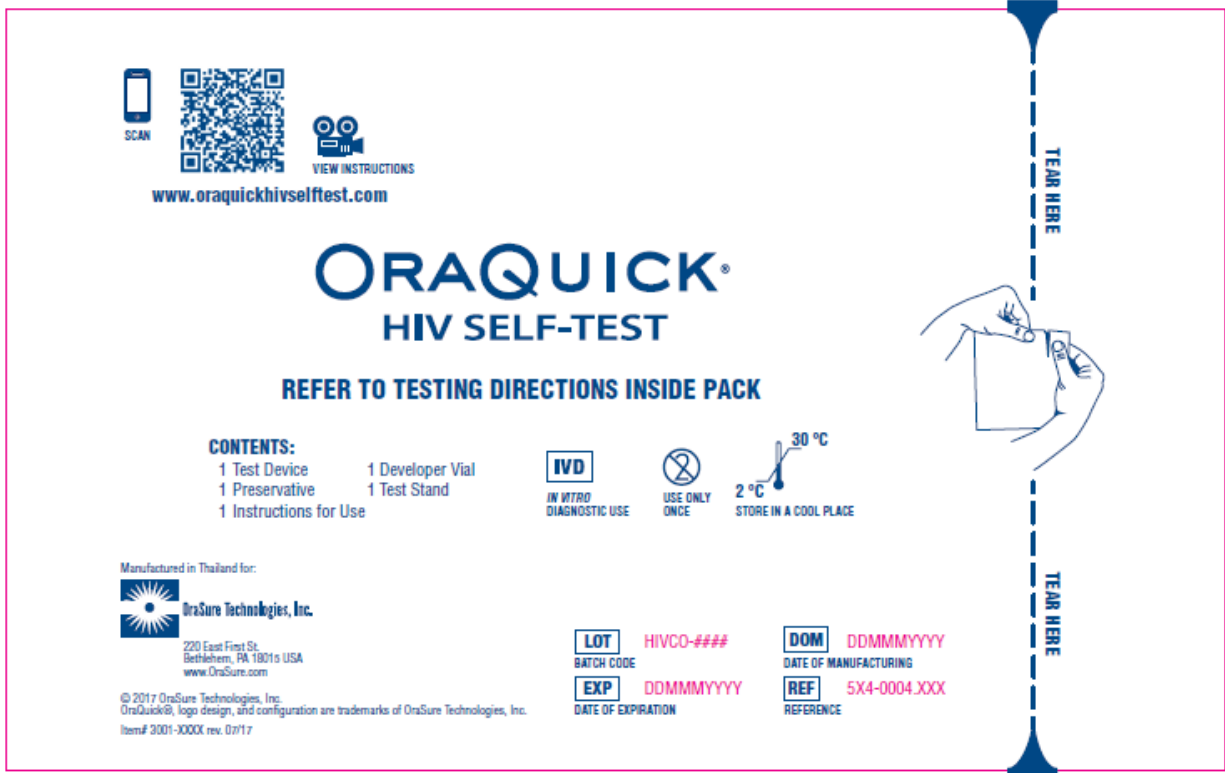 SCAN
VIEW INSTRUCTIONS
www.oraquickhivselftest.com
ORAQUICK®
HIV SELF-TEST
REFER TO TESTING DIRECTIONS INSIDE PACK
CONTENTS:
1 Test Device 1 Developer Vial
1 Preservative 1 Test Stand
1 Instructions for Use
IVD
IN VITRO
DIAGNOSTIC USE
2
USE ONLY
ONCE
30 ºC
2 ºC
STORE IN A COOL PLACE
TEAR HERE
TEAR HERE
Manufactured in Thailand for:
OraSure Technologies, Inc.
220 East First St.
Bethlehem, PA 18015 USA
www.OraSure.com
© 2017 OraSure Technologies, Inc.
OraQuick®, logo design, and configuration are trademarks of OraSure Technologies, Inc.
Item# 3001-XXXX rev. 07/17
LOT HIVCO-####
BATCH CODE
DOM DDMMMYYYY
DATE OF MANUFACTURING
EXP DDMMMYYYY
DATE OF EXPIRATION
REF 5X4-0004.XXX
REFERENCE